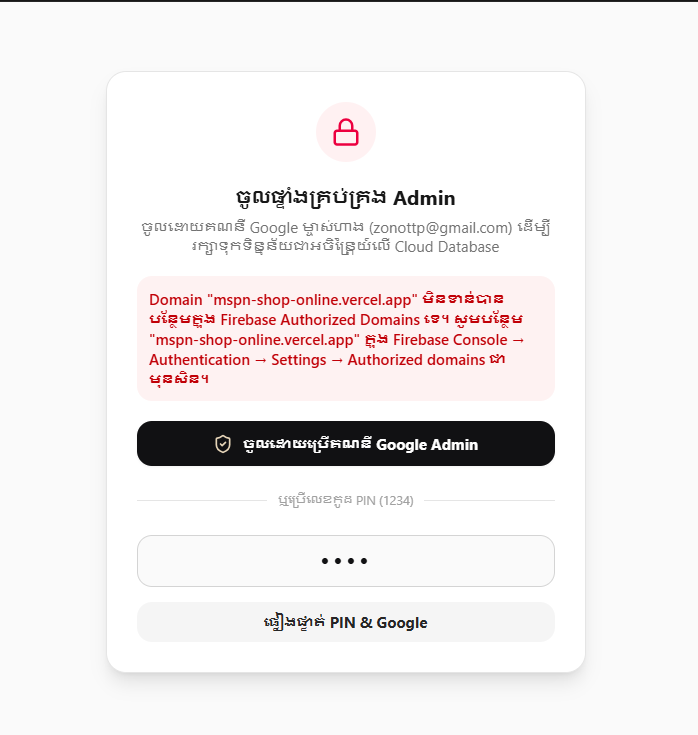 ចូលផ្ទាំងគ្រប់គ្រង Admin
ចូលដោយគណនី Google ម្ចាស់ហាង (zonottp@gmail.com) ដើម្បី
រក្សាទុកទិន្នន័យជាអចិន្ត្រៃយ៍លើ Cloud Database
Domain "mspn-shop-online.vercel.app" មិនទាន់បាន
បន្ថែមក្នុង Firebase Authorized Domains ទេ។ សូមបន្ថែម
"mspn-shop-online.vercel.app" ក្នុង Firebase Console →
Authentication → Settings → Authorized domains ជា
មុនសិន។
ចូលដោយប្រើគណនី Google Admin
ឬប្រើលេខកូដ PIN (1234)
••••
ផ្ទៀងផ្ទាត់ PIN & Google